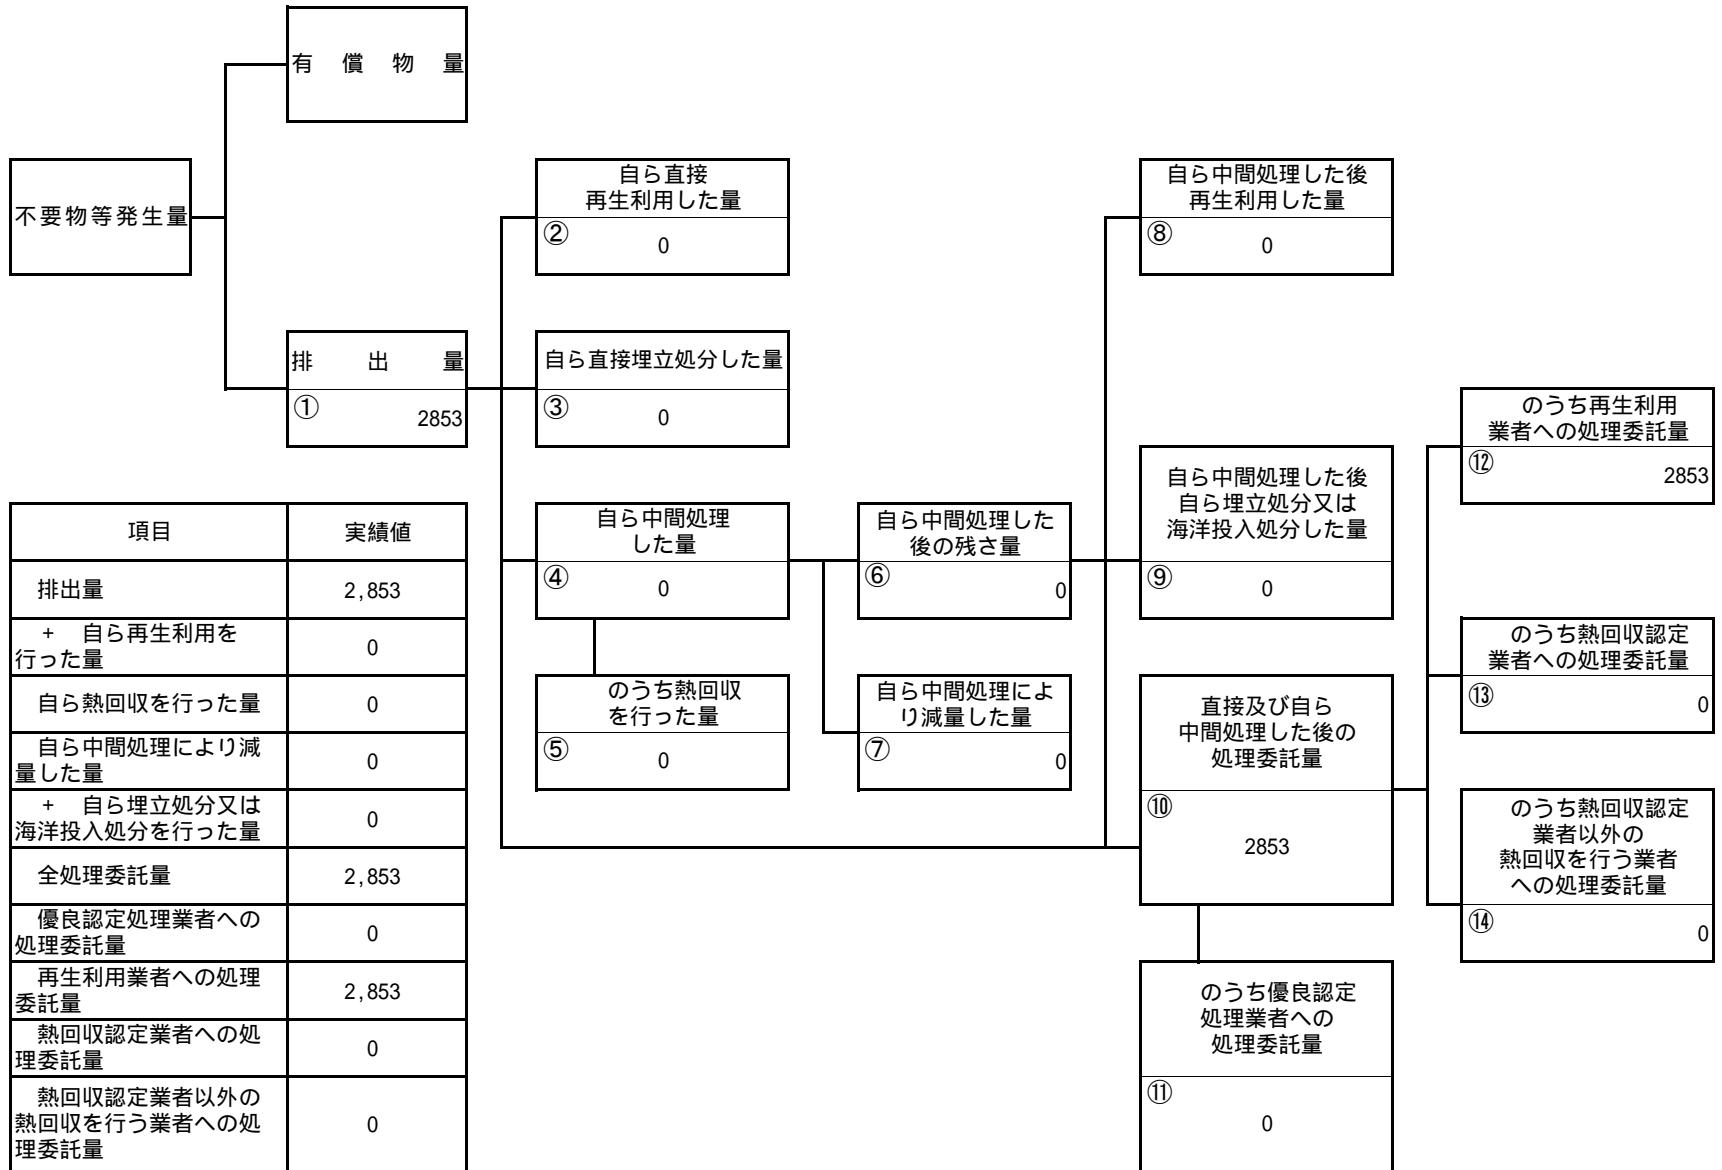 有 償 物 量
不要物等発生量
自ら直接
再生利用した量
② 0
自ら中間処理した後
再生利用した量
⑧ 0
排 出 量
① 2853
自ら直接埋立処分した量
③ 0
のうち再生利用
業者への処理委託量
⑫ 2853
自ら中間処理
した量
④ 0
自ら中間処理した
後の残さ量
⑥ 0
自ら中間処理した後
自ら埋立処分又は
海洋投入処分した量
⑨ 0
のうち熱回収認定
業者への処理委託量
⑬ 0
のうち熱回収
を行った量
⑤ 0
自ら中間処理によ
り減量した量
⑦ 0
直接及び自ら
中間処理した後の
処理委託量
⑩
2853
のうち熱回収認定
業者以外の
熱回収を行う業者
への処理委託量
⑭ 0
のうち優良認定
処理業者への
処理委託量
⑪
0
項目 実績値
排出量 2,853
+ 自ら再生利用を
行った量 0
自ら熱回収を行った量 0
自ら中間処理により減
量した量 0
+ 自ら埋立処分又は
海洋投入処分を行った量 0
全処理委託量 2,853
優良認定処理業者への
処理委託量 0
再生利用業者への処理
委託量 2,853
熱回収認定業者への処
理委託量 0
熱回収認定業者以外の
熱回収を行う業者への処
理委託量 0